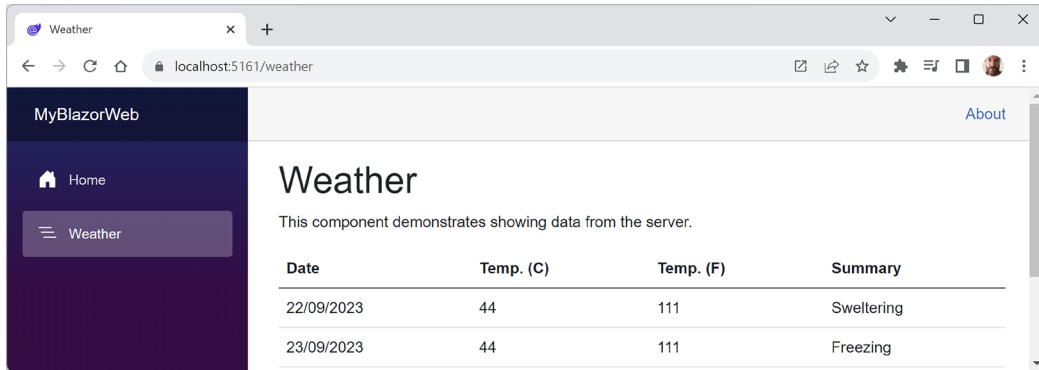 Weather
localhost:5161/weather
MyBlazorWeb
About
Home
Weather
Weather
This component demonstrates showing data from the server.
Date Temp. (C) Temp. (F) Summary
22/09/2023 44 111 Sweltering
23/09/2023 44 111 Freezing